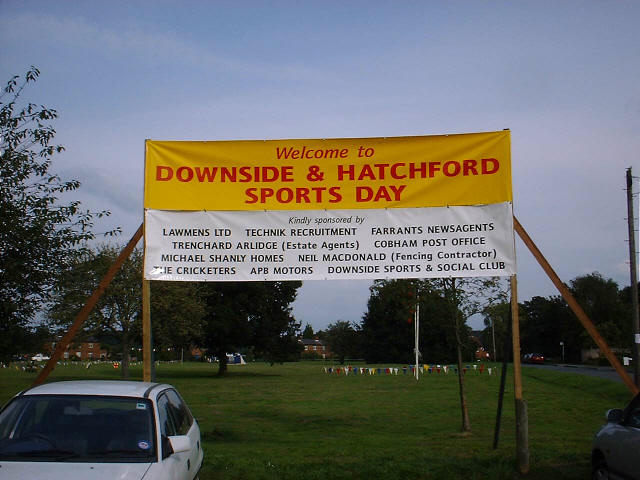 Welcome to
DOWNSIDE & HATCHFORD
SPORTS DAY
Kindly sponsored by
LAWMENS LTD TECHNIK RECRUITMENT FARRANTS NEWSAGENTS
TRENCHARD ARLIDGE (Estate Agents) COBHAM POST OFFICE
MICHAEL SHANLY HOMES NEIL MACDONALD (Fencing Contractor)
THE CRICKETERS APB MOTORS DOWNSIDE SPORTS & SOCIAL CLUB